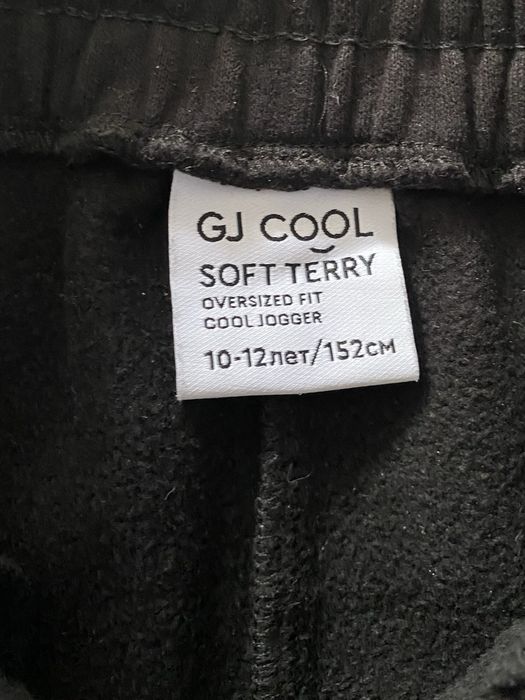 GJ COOL
SOFT TERRY
OVERSIZED FIT
COOL JOGGER
10-12лет/152см